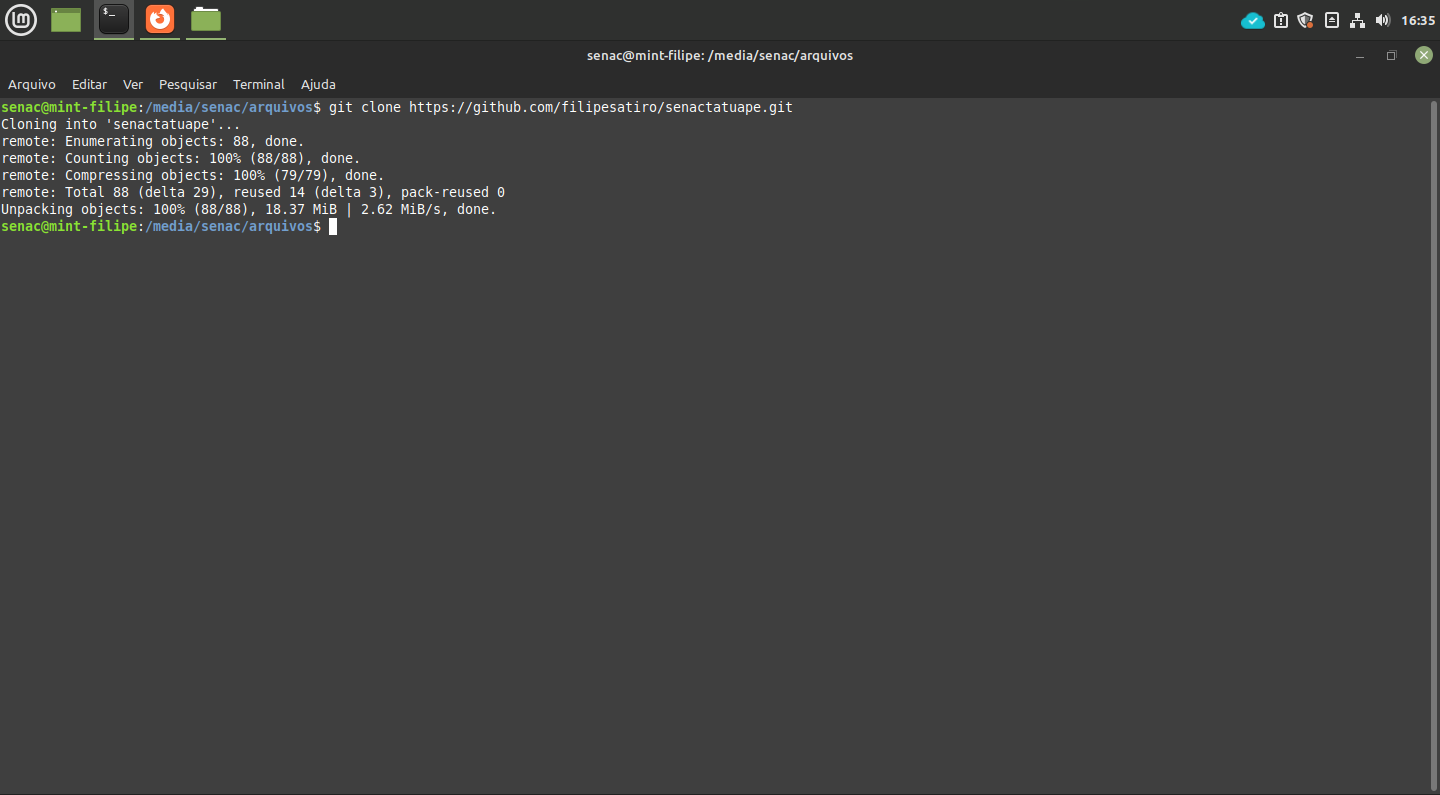 $_
16:35
senac@mint-filipe: /media/senac/arquivos
Arquivo Editar Ver Pesquisar Terminal Ajuda
senac@mint-filipe:/media/senac/arquivos$ git clone https://github.com/filipesatiro/senactatuape.git
Cloning into 'senactatuape'...
remote: Enumerating objects: 88, done.
remote: Counting objects: 100% (88/88), done.
remote: Compressing objects: 100% (79/79), done.
remote: Total 88 (delta 29), reused 14 (delta 3), pack-reused 0
Unpacking objects: 100% (88/88), 18.37 MiB | 2.62 MiB/s, done.
senac@mint-filipe:/media/senac/arquivos$